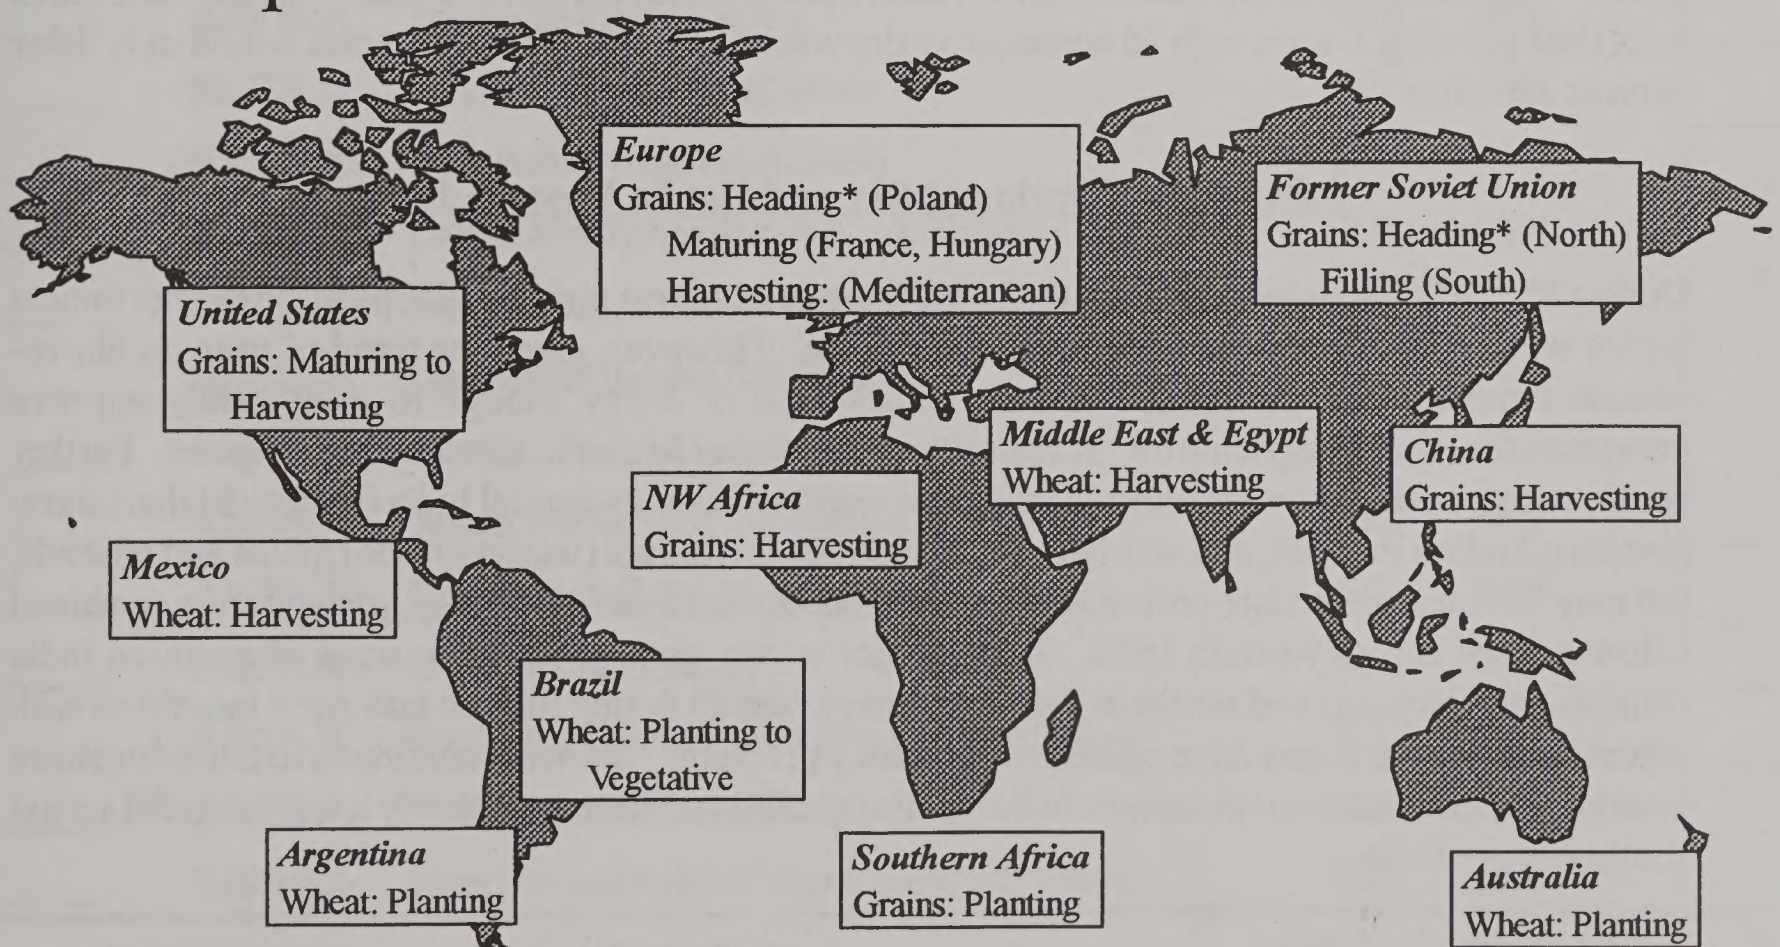 Europe
Grains: Heading* (Poland)
Maturing (France, Hungary)
Harvesting: (Mediterranean)
Former Soviet Union
Grains: Heading* (North)
Filling (South)
United States
Grains: Maturing to
Harvesting
Middle East & Egypt
Wheat: Harvesting
China
Grains: Harvesting
NW Africa
Grains: Harvesting
Mexico
Wheat: Harvesting
Brazil
Wheat: Planting to
Vegetative
Argentina
Wheat: Planting
Southern Africa
Grains: Planting
Australia
Wheat: Planting